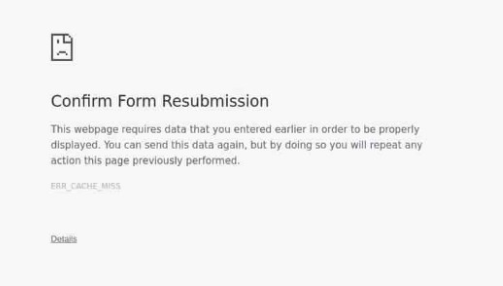 Confirm Form Resubmission
This webpage requires data that you entered earlier in order to be properly
displayed. You can send this data again, but by doing so you will repeat any
action this page previously performed.
ERR_CACHE_MISS
Details